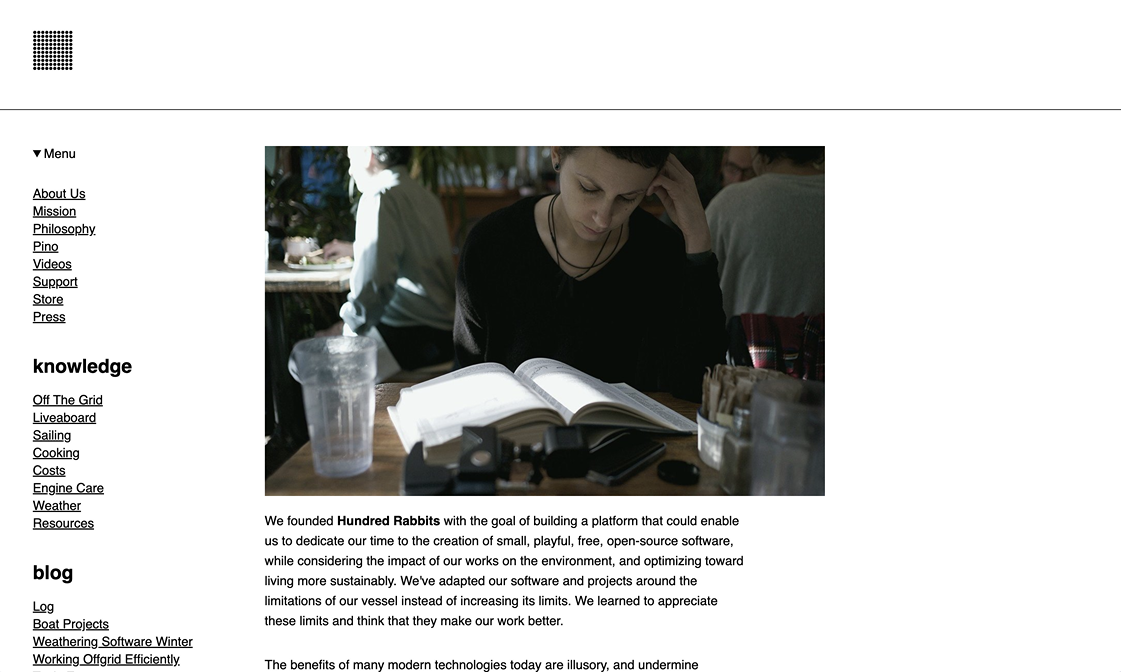 ▼ Menu
About Us
Mission
Philosophy
Pino
Videos
Support
Store
Press
knowledge
Off The Grid
Liveaboard
Sailing
Cooking
Costs
Engine Care
Weather
Resources
blog
Log
Boat Projects
Weathering Software Winter
Working Offgrid Efficiently
We founded Hundred Rabbits with the goal of building a platform that could enable
us to dedicate our time to the creation of small, playful, free, open-source software,
while considering the impact of our works on the environment, and optimizing toward
living more sustainably. We've adapted our software and projects around the
limitations of our vessel instead of increasing its limits. We learned to appreciate
these limits and think that they make our work better.
The benefits of many modern technologies today are illusory, and undermine